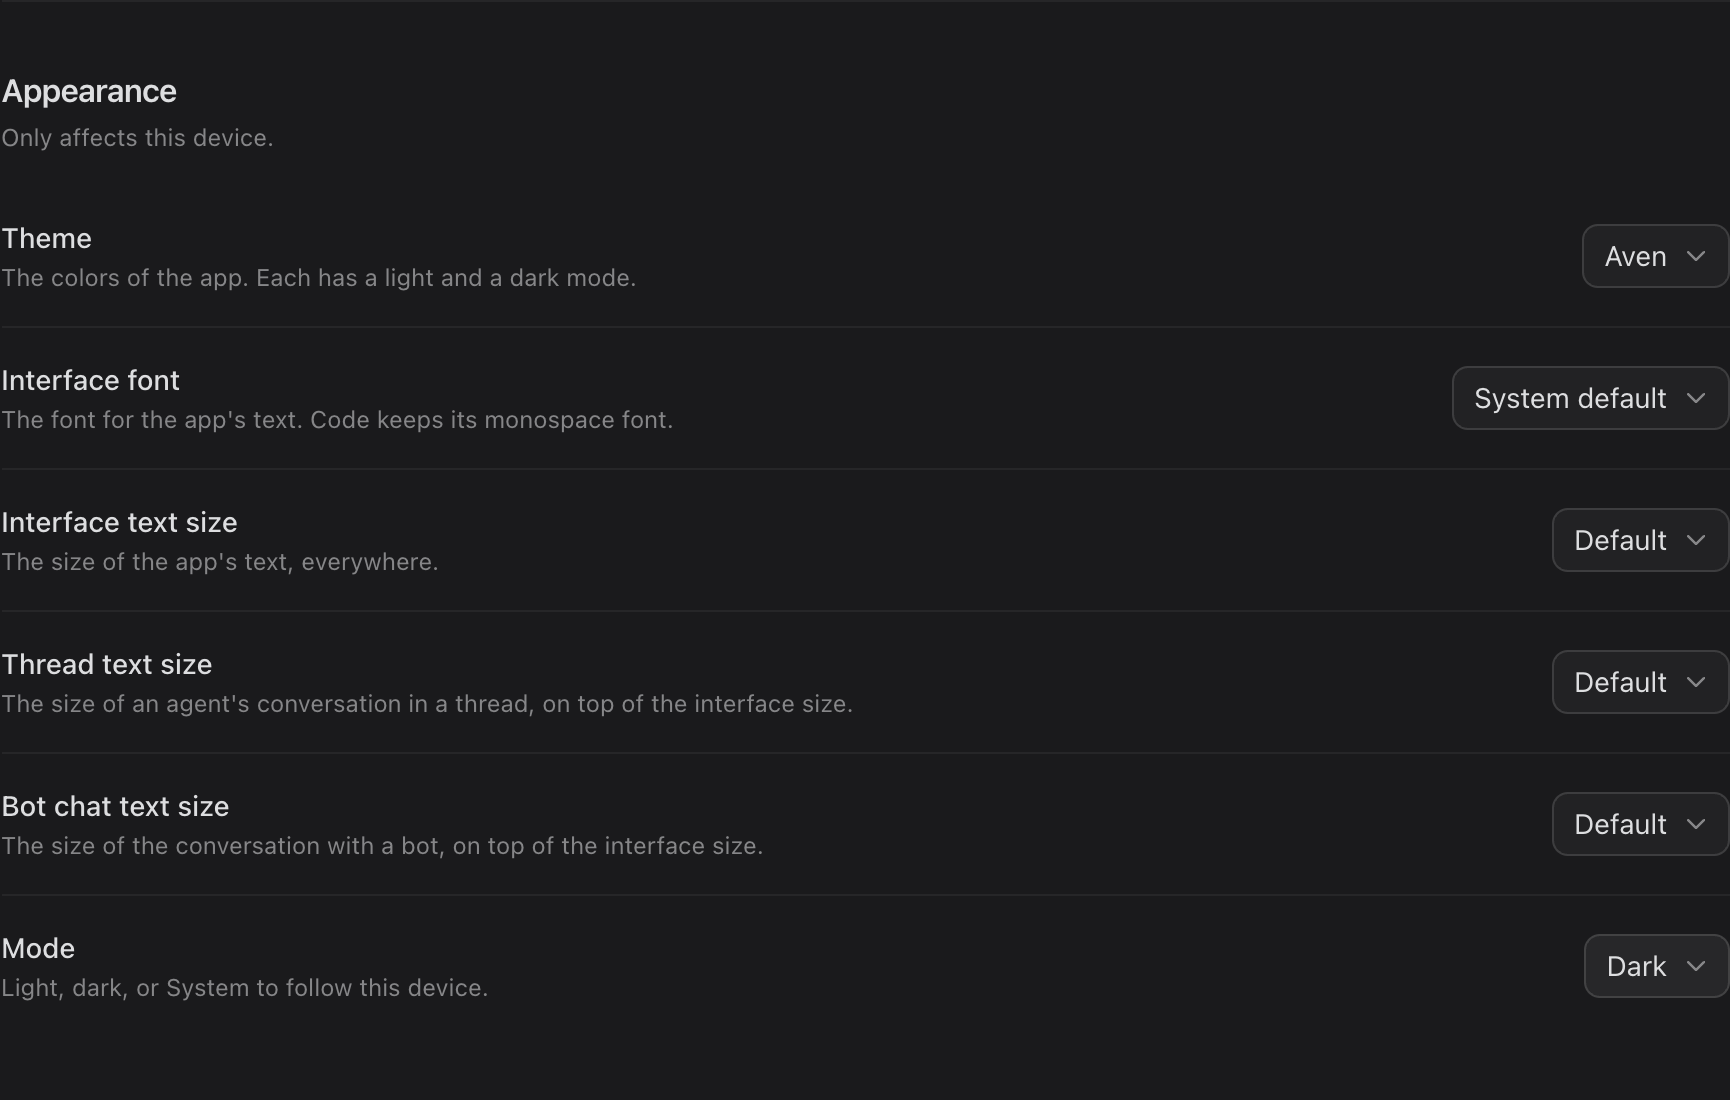 Appearance
Only affects this device.
Theme
The colors of the app. Each has a light and a dark mode.
Aven
Interface font
The font for the app's text. Code keeps its monospace font.
System default
Interface text size
The size of the app's text, everywhere.
Default
Thread text size
The size of an agent's conversation in a thread, on top of the interface size.
Default
Bot chat text size
The size of the conversation with a bot, on top of the interface size.
Default
Mode
Light, dark, or System to follow this device.
Dark